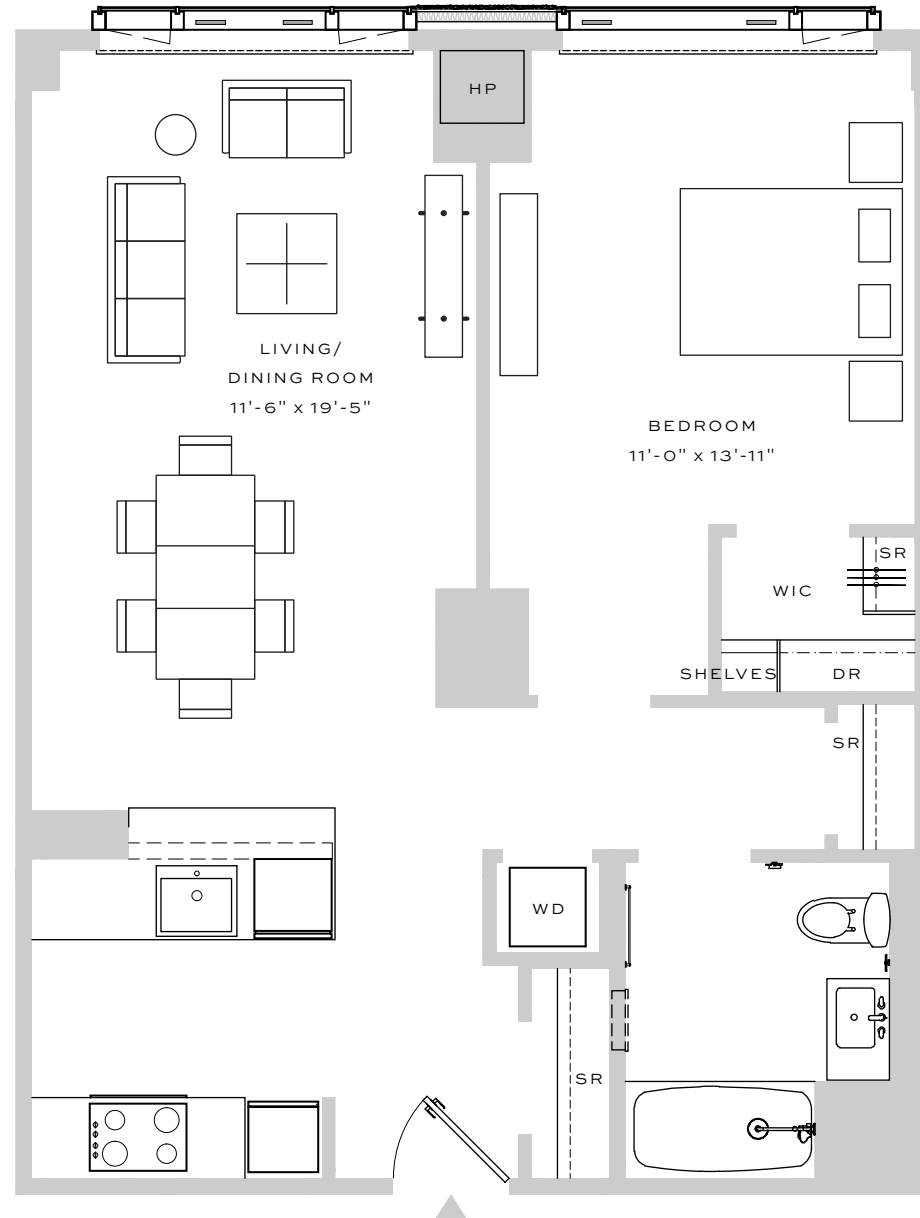 HP
LIVING/
DINING ROOM
11'-6" x 19'-5"
BEDROOM
11'-0" x 13'-11"
SR
WIC
SHELVES
DR
SR
WD
SR